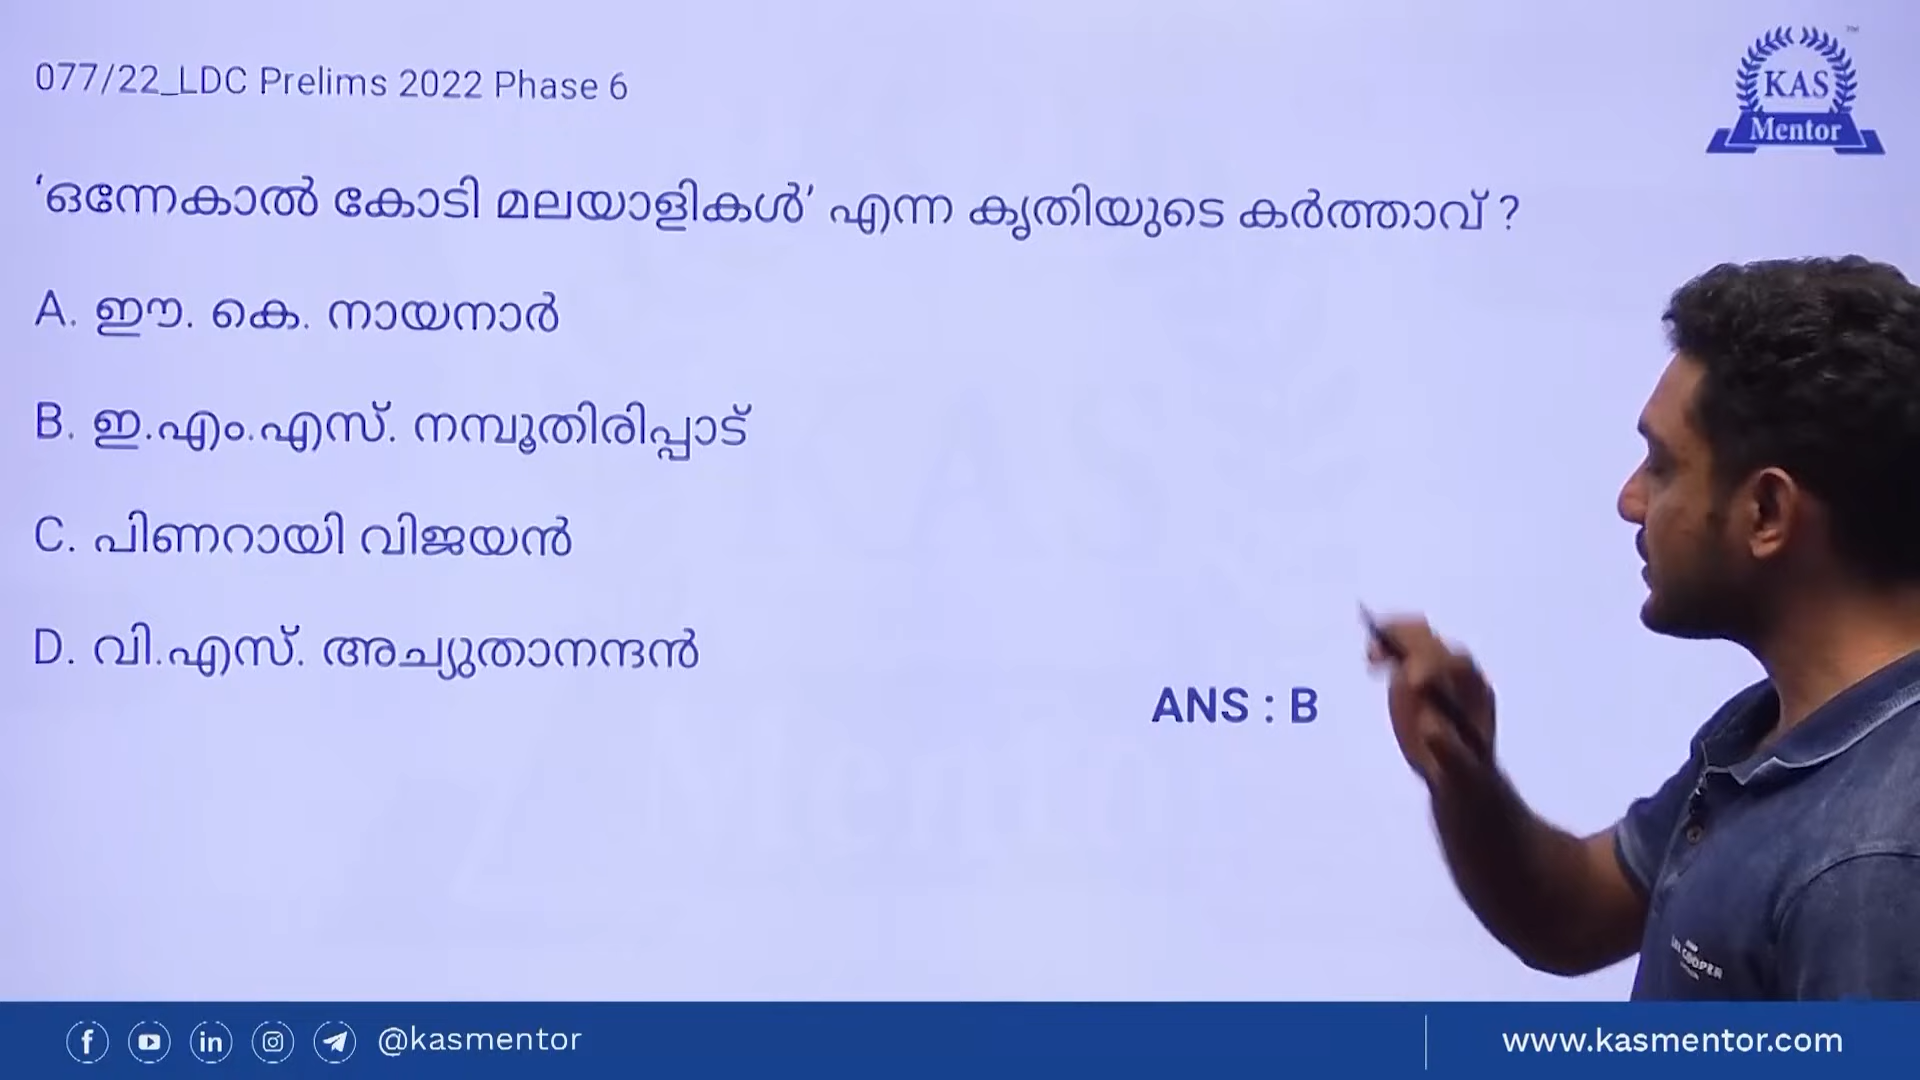 077/22_LDC Prelims 2022 Phase 6
KAS
Mentor
‘ഒന്നേകാൽ കോടി മലയാളികൾ’ എന്ന കൃതിയുടെ കർത്താവ് ?
A. ഈ. കെ. നായനാർ
B. ഇ.എം.എസ്. നമ്പൂതിരിപ്പാട്
C. പിണറായി വിജയൻ
D. വി.എസ്. അച്യുതാനന്ദൻ
ANS : B
@kasmentor
www.kasmentor.com